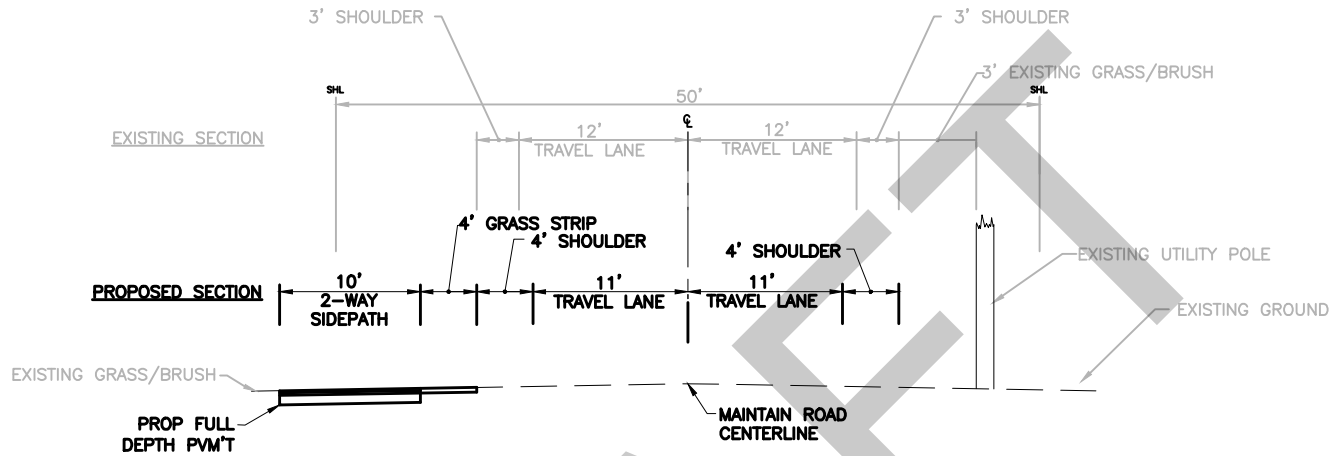 3' SHOULDER
3' SHOULDER
3' EXISTING GRASS/BRUSH
SHL
SHL
50'
℄
EXISTING SECTION
12'
TRAVEL LANE
12'
TRAVEL LANE
4' GRASS STRIP
4' SHOULDER
4' SHOULDER
EXISTING UTILITY POLE
PROPOSED SECTION
10'
2-WAY
SIDEPATH
11'
TRAVEL LANE
11'
TRAVEL LANE
EXISTING GROUND
EXISTING GRASS/BRUSH
PROP FULL
DEPTH PVM'T
MAINTAIN ROAD
CENTERLINE